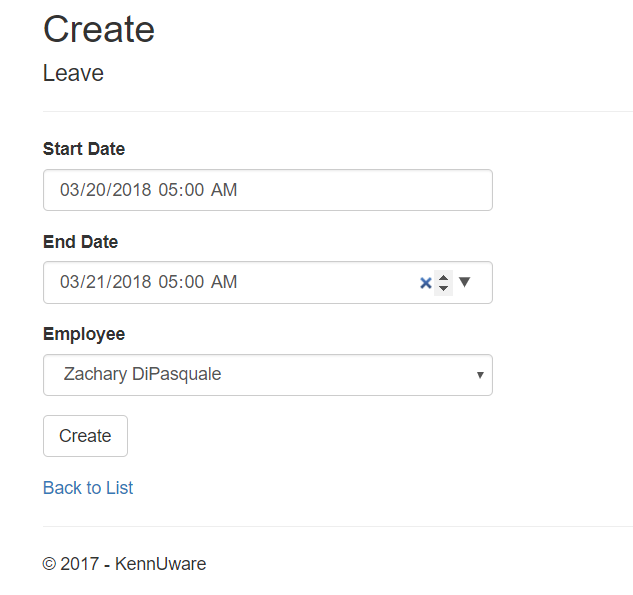 Create
Leave
Start Date
03/20/2018 05:00 AM
End Date
03/21/2018 05:00 AM
Employee
Zachary DiPasquale
Create
Back to List
© 2017 - KennUware